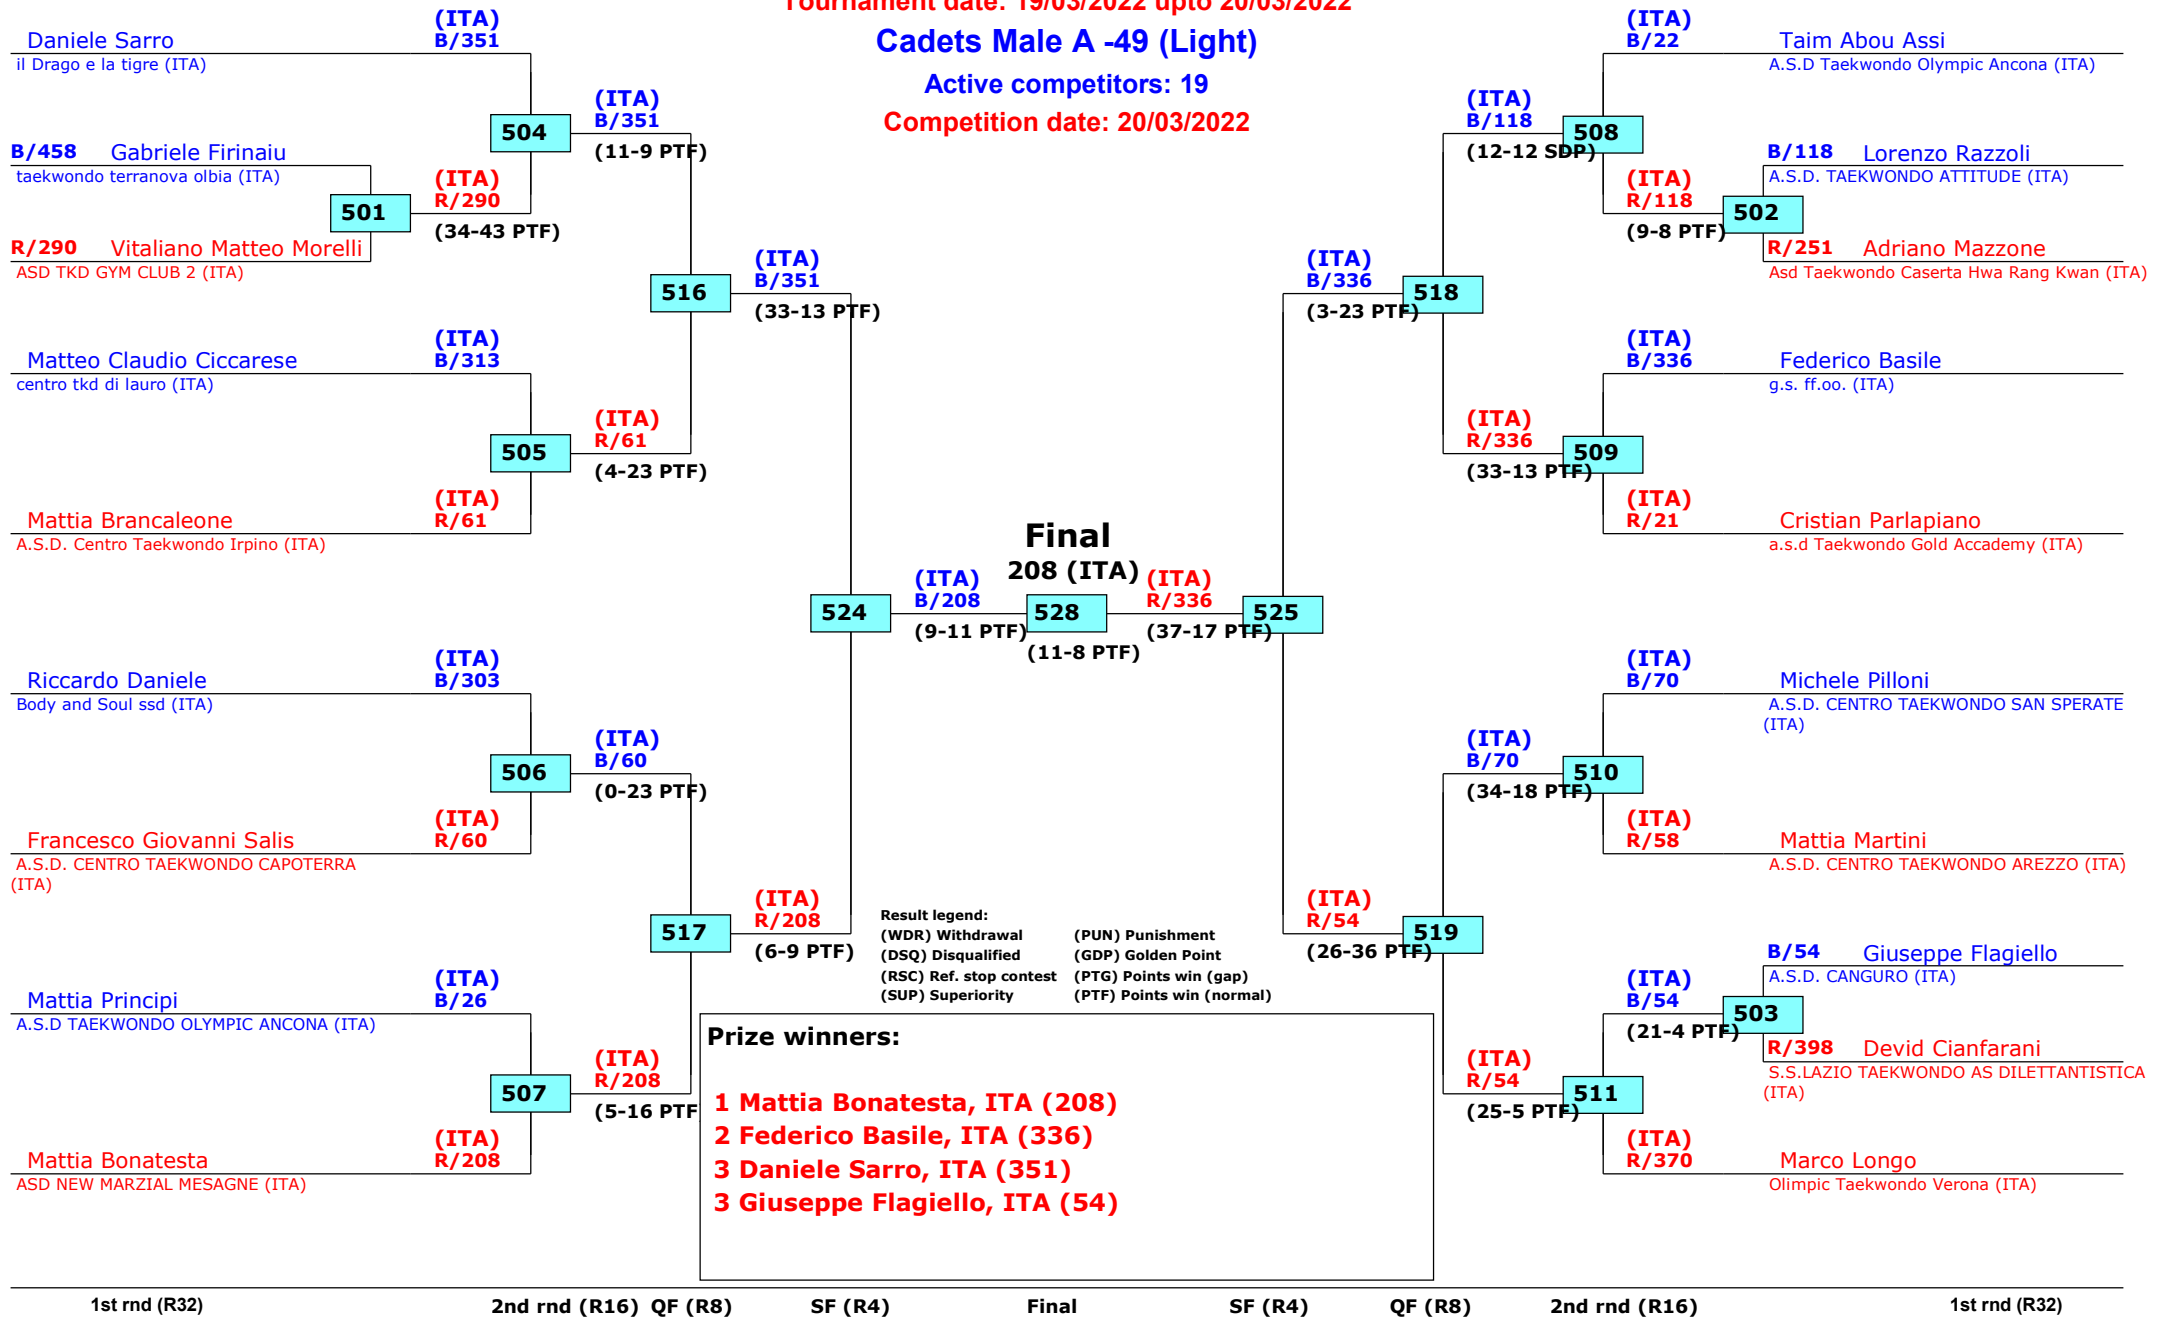 Tournament date: 19/03/2022 upto 20/03/2022
Cadets Male A -49 (Light)
Active competitors: 19
Competition date: 20/03/2022
(ITA)
Daniele Sarro B/351
il Drago e la tigre (ITA)
(ITA)
B/351
504
(11-9 PTF)
B/458 Gabriele Firinaiu
taekwondo terranova olbia (ITA)
(ITA)
R/290
501
(34-43 PTF)
R/290 Vitaliano Matteo Morelli
ASD TKD GYM CLUB 2 (ITA)
(ITA)
B/351
516
(33-13 PTF)
(ITA)
Matteo Claudio Ciccarese B/313
centro tkd di lauro (ITA)
(ITA)
R/61
505
(4-23 PTF)
(ITA)
Mattia Brancaleone R/61
A.S.D. Centro Taekwondo Irpino (ITA)
524
(ITA)
B/208
(9-11 PTF)
(ITA)
Riccardo Daniele B/303
Body and Soul ssd (ITA)
(ITA)
B/60
506
(0-23 PTF)
(ITA)
Francesco Giovanni Salis R/60
A.S.D. CENTRO TAEKWONDO CAPOTERRA
(ITA)
(ITA)
R/208
517
(6-9 PTF)
(ITA)
Mattia Principi B/26
A.S.D TAEKWONDO OLYMPIC ANCONA (ITA)
(ITA)
R/208
507
(5-16 PTF
(ITA)
Mattia Bonatesta R/208
ASD NEW MARZIAL MESAGNE (ITA)
Final
208 (ITA)
528
(11-8 PTF)
(ITA)
R/336
525
(37-17 PTF)
(ITA)
B/22 Taim Abou Assi
A.S.D Taekwondo Olympic Ancona (ITA)
(ITA)
B/118
508
(12-12 SDP)
B/118 Lorenzo Razzoli
A.S.D. TAEKWONDO ATTITUDE (ITA)
(ITA)
R/118
502
(9-8 PTF)
R/251 Adriano Mazzone
Asd Taekwondo Caserta Hwa Rang Kwan (ITA)
(ITA)
B/336
518
(3-23 PTF)
(ITA)
B/336 Federico Basile
g.s. ff.oo. (ITA)
(ITA)
R/336
509
(33-13 PTF)
(ITA)
R/21 Cristian Parlapiano
a.s.d Taekwondo Gold Accademy (ITA)
(ITA)
B/70 Michele Pilloni
A.S.D. CENTRO TAEKWONDO SAN SPERATE
(ITA)
(ITA)
B/70
510
(34-18 PTF)
(ITA)
R/58 Mattia Martini
A.S.D. CENTRO TAEKWONDO AREZZO (ITA)
(ITA)
R/54
519
(26-36 PTF)
B/54 Giuseppe Flagiello
A.S.D. CANGURO (ITA)
(ITA)
B/54
503
(21-4 PTF)
R/398 Devid Cianfarani
S.S.LAZIO TAEKWONDO AS DILETTANTISTICA
(ITA)
(ITA)
R/54
511
(25-5 PTF)
(ITA)
R/370 Marco Longo
Olimpic Taekwondo Verona (ITA)
Result legend:
(WDR) Withdrawal (PUN) Punishment
(DSQ) Disqualified (GDP) Golden Point
(RSC) Ref. stop contest (PTG) Points win (gap)
(SUP) Superiority (PTF) Points win (normal)
Prize winners:
1 Mattia Bonatesta, ITA (208)
2 Federico Basile, ITA (336)
3 Daniele Sarro, ITA (351)
3 Giuseppe Flagiello, ITA (54)
1st rnd (R32) 2nd rnd (R16) QF (R8) SF (R4) Final SF (R4) QF (R8) 2nd rnd (R16) 1st rnd (R32)